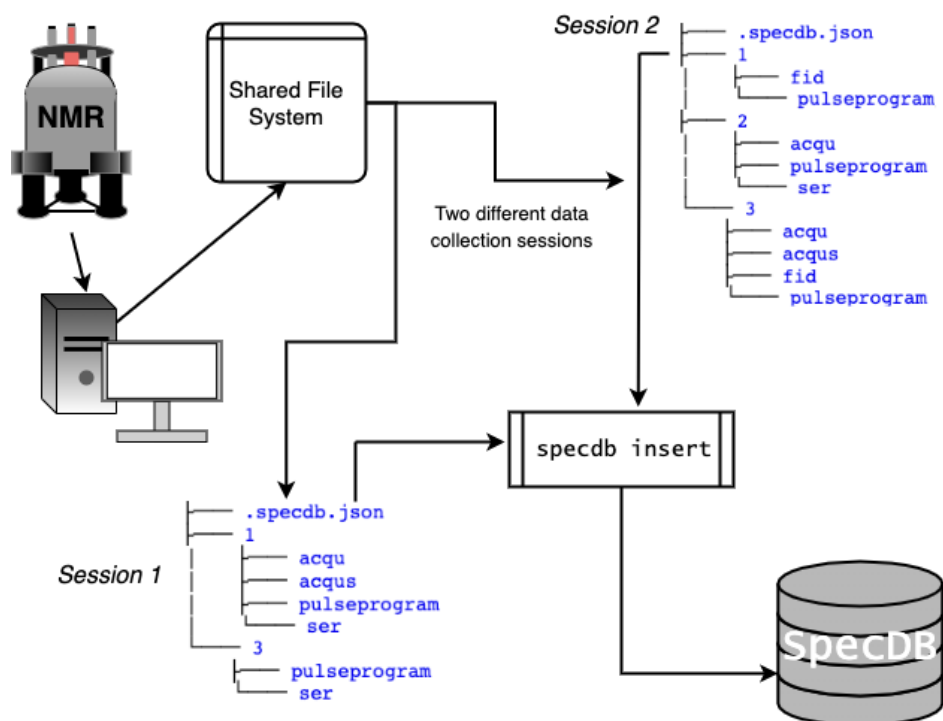 NMR
Shared File
System
Two different data
collection sessions
Session 2
.specdb.json
1
fid
pulseprogram
2
acqu
pulseprogram
ser
3
acqu
acqus
fid
pulseprogram
specdb insert
Session 1
.specdb.json
1
acqu
acqus
pulseprogram
ser
3
pulseprogram
ser
SpecDB